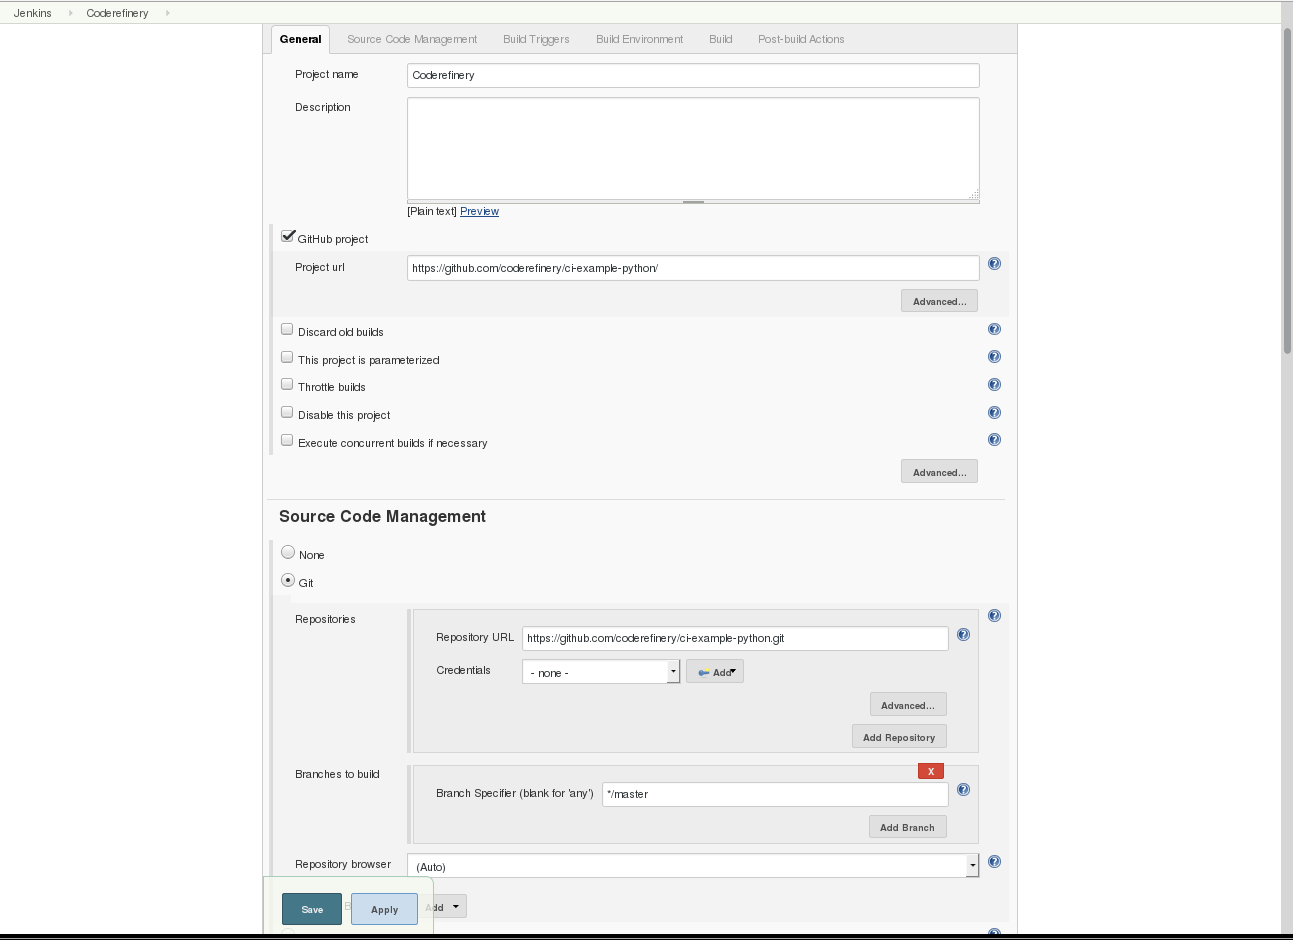 Jenkins Coderefinery
General Source Code Management Build Triggers Build Environment Build Post-build Actions
Project name Coderefinery
Description
[Plain text] Preview
GitHub project
Project url https://github.com/coderefinery/ci-example-python/
Advanced...
Discard old builds
This project is parameterized
Throttle builds
Disable this project
Execute concurrent builds if necessary
Advanced...
Source Code Management
None
Git
Repositories
Repository URL https://github.com/coderefinery/ci-example-python.git
Credentials - none - Add
Advanced...
Add Repository
Branches to build
X
Branch Specifier (blank for 'any') */master
Add Branch
Repository browser (Auto)
Save Apply Add